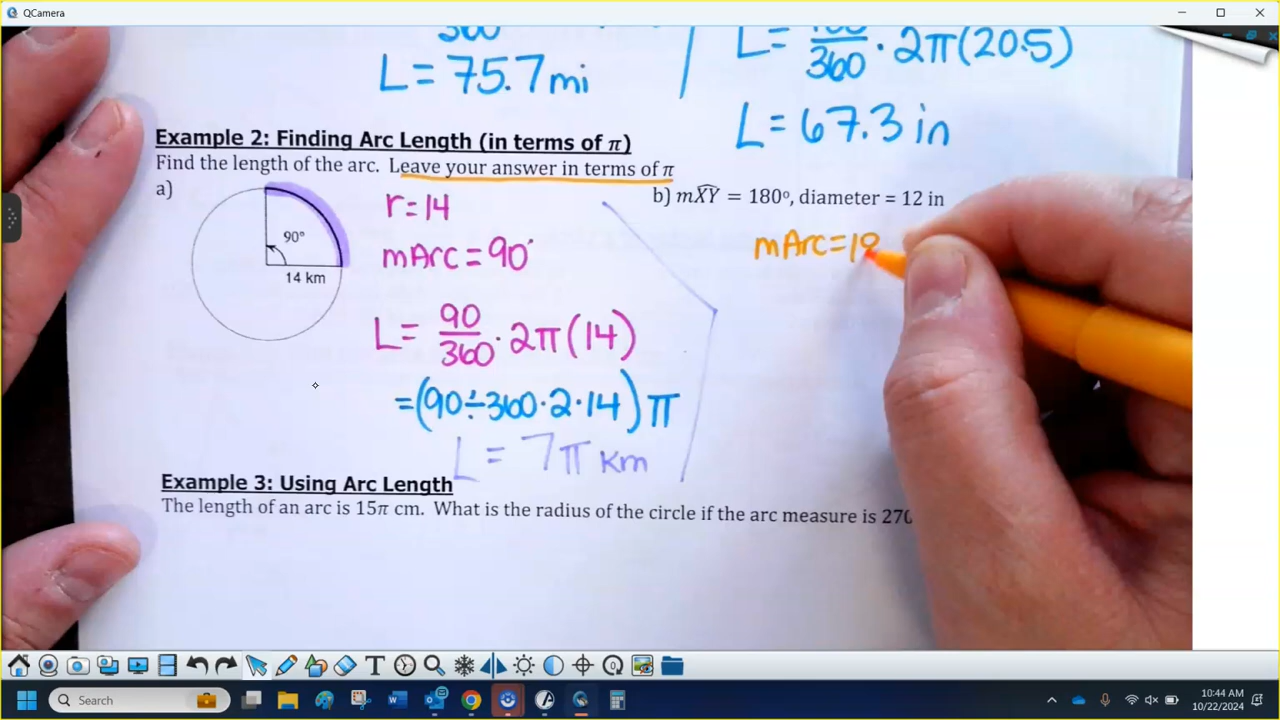 QCamera
360
L = 75.7 mi
L = 360 · 2π(20.5)
L = 67.3 in
Example 2: Finding Arc Length (in terms of π)
Find the length of the arc. Leave your answer in terms of π
a)
90°
14 km
r = 14
mArc = 90°
L = 90/360 · 2π(14)
= (90 ÷ 360 · 2 · 14) π
L = 7π km
b) mXY = 180°, diameter = 12 in
mArc = 18
Example 3: Using Arc Length
The length of an arc is 15π cm. What is the radius of the circle if the arc measure is 270
Search
10:44 AM
10/22/2024